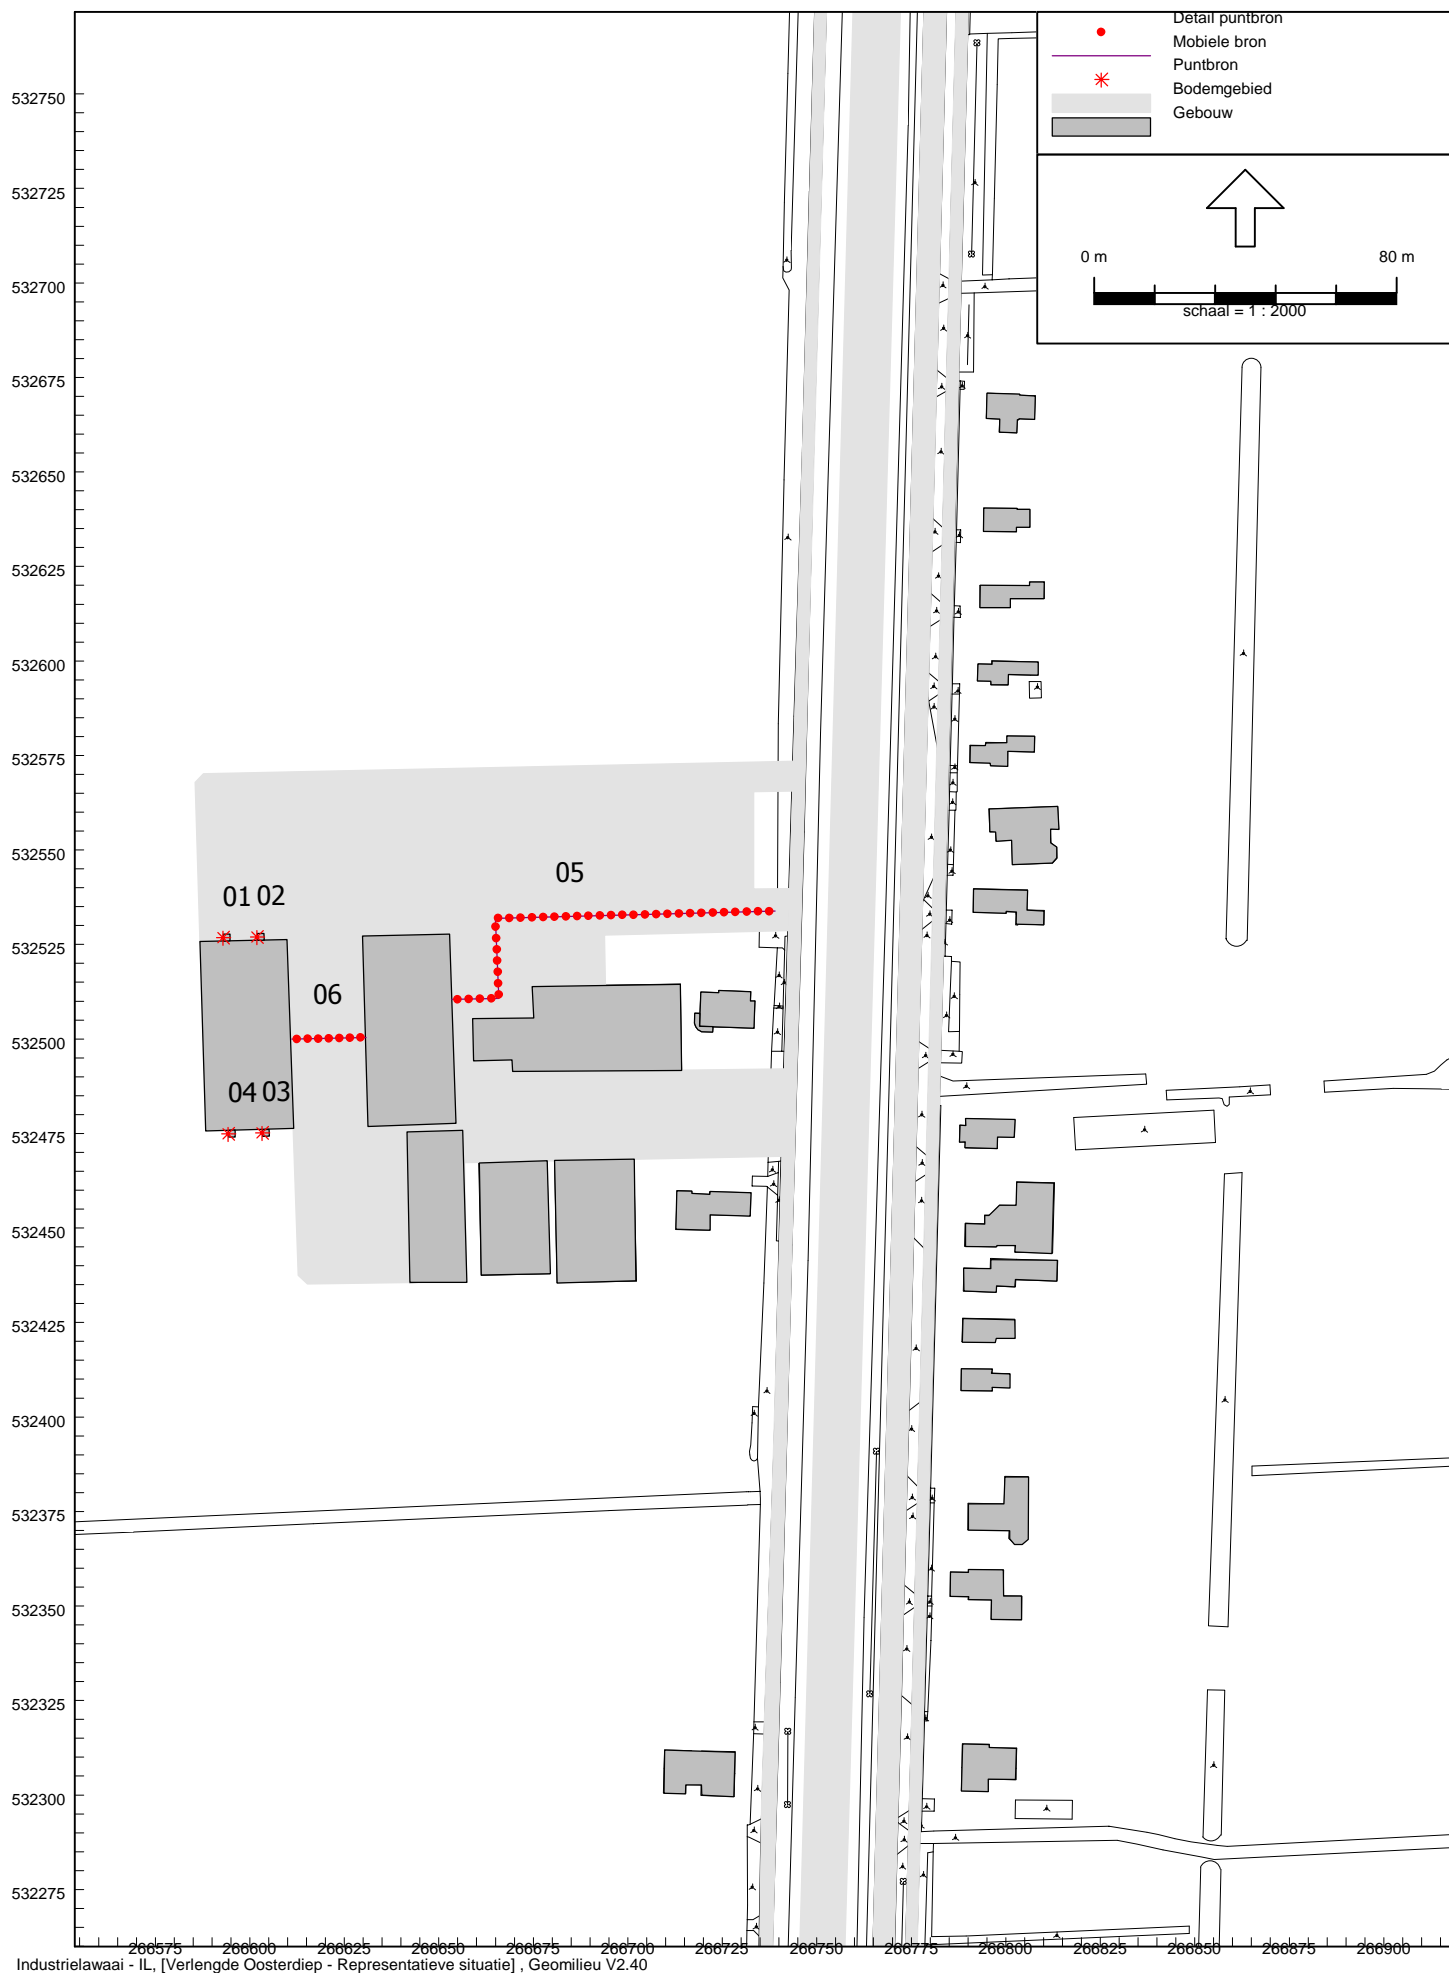 Detail puntbron
Mobiele bron
Puntbron
Bodemgebied
Gebouw
0 m 80 m
schaal = 1 : 2000
532750
532725
532700
532675
532650
532625
532600
532575
532550
532525
532500
532475
532450
532425
532400
532375
532350
532325
532300
532275
05
01 02
06
04 03
266575 266600 266625 266650 266675 266700 266725 266750 266775 266800 266825 266850 266875 266900
Industrielawaai - IL, [Verlengde Oosterdiep - Representatieve situatie] , Geomilieu V2.40